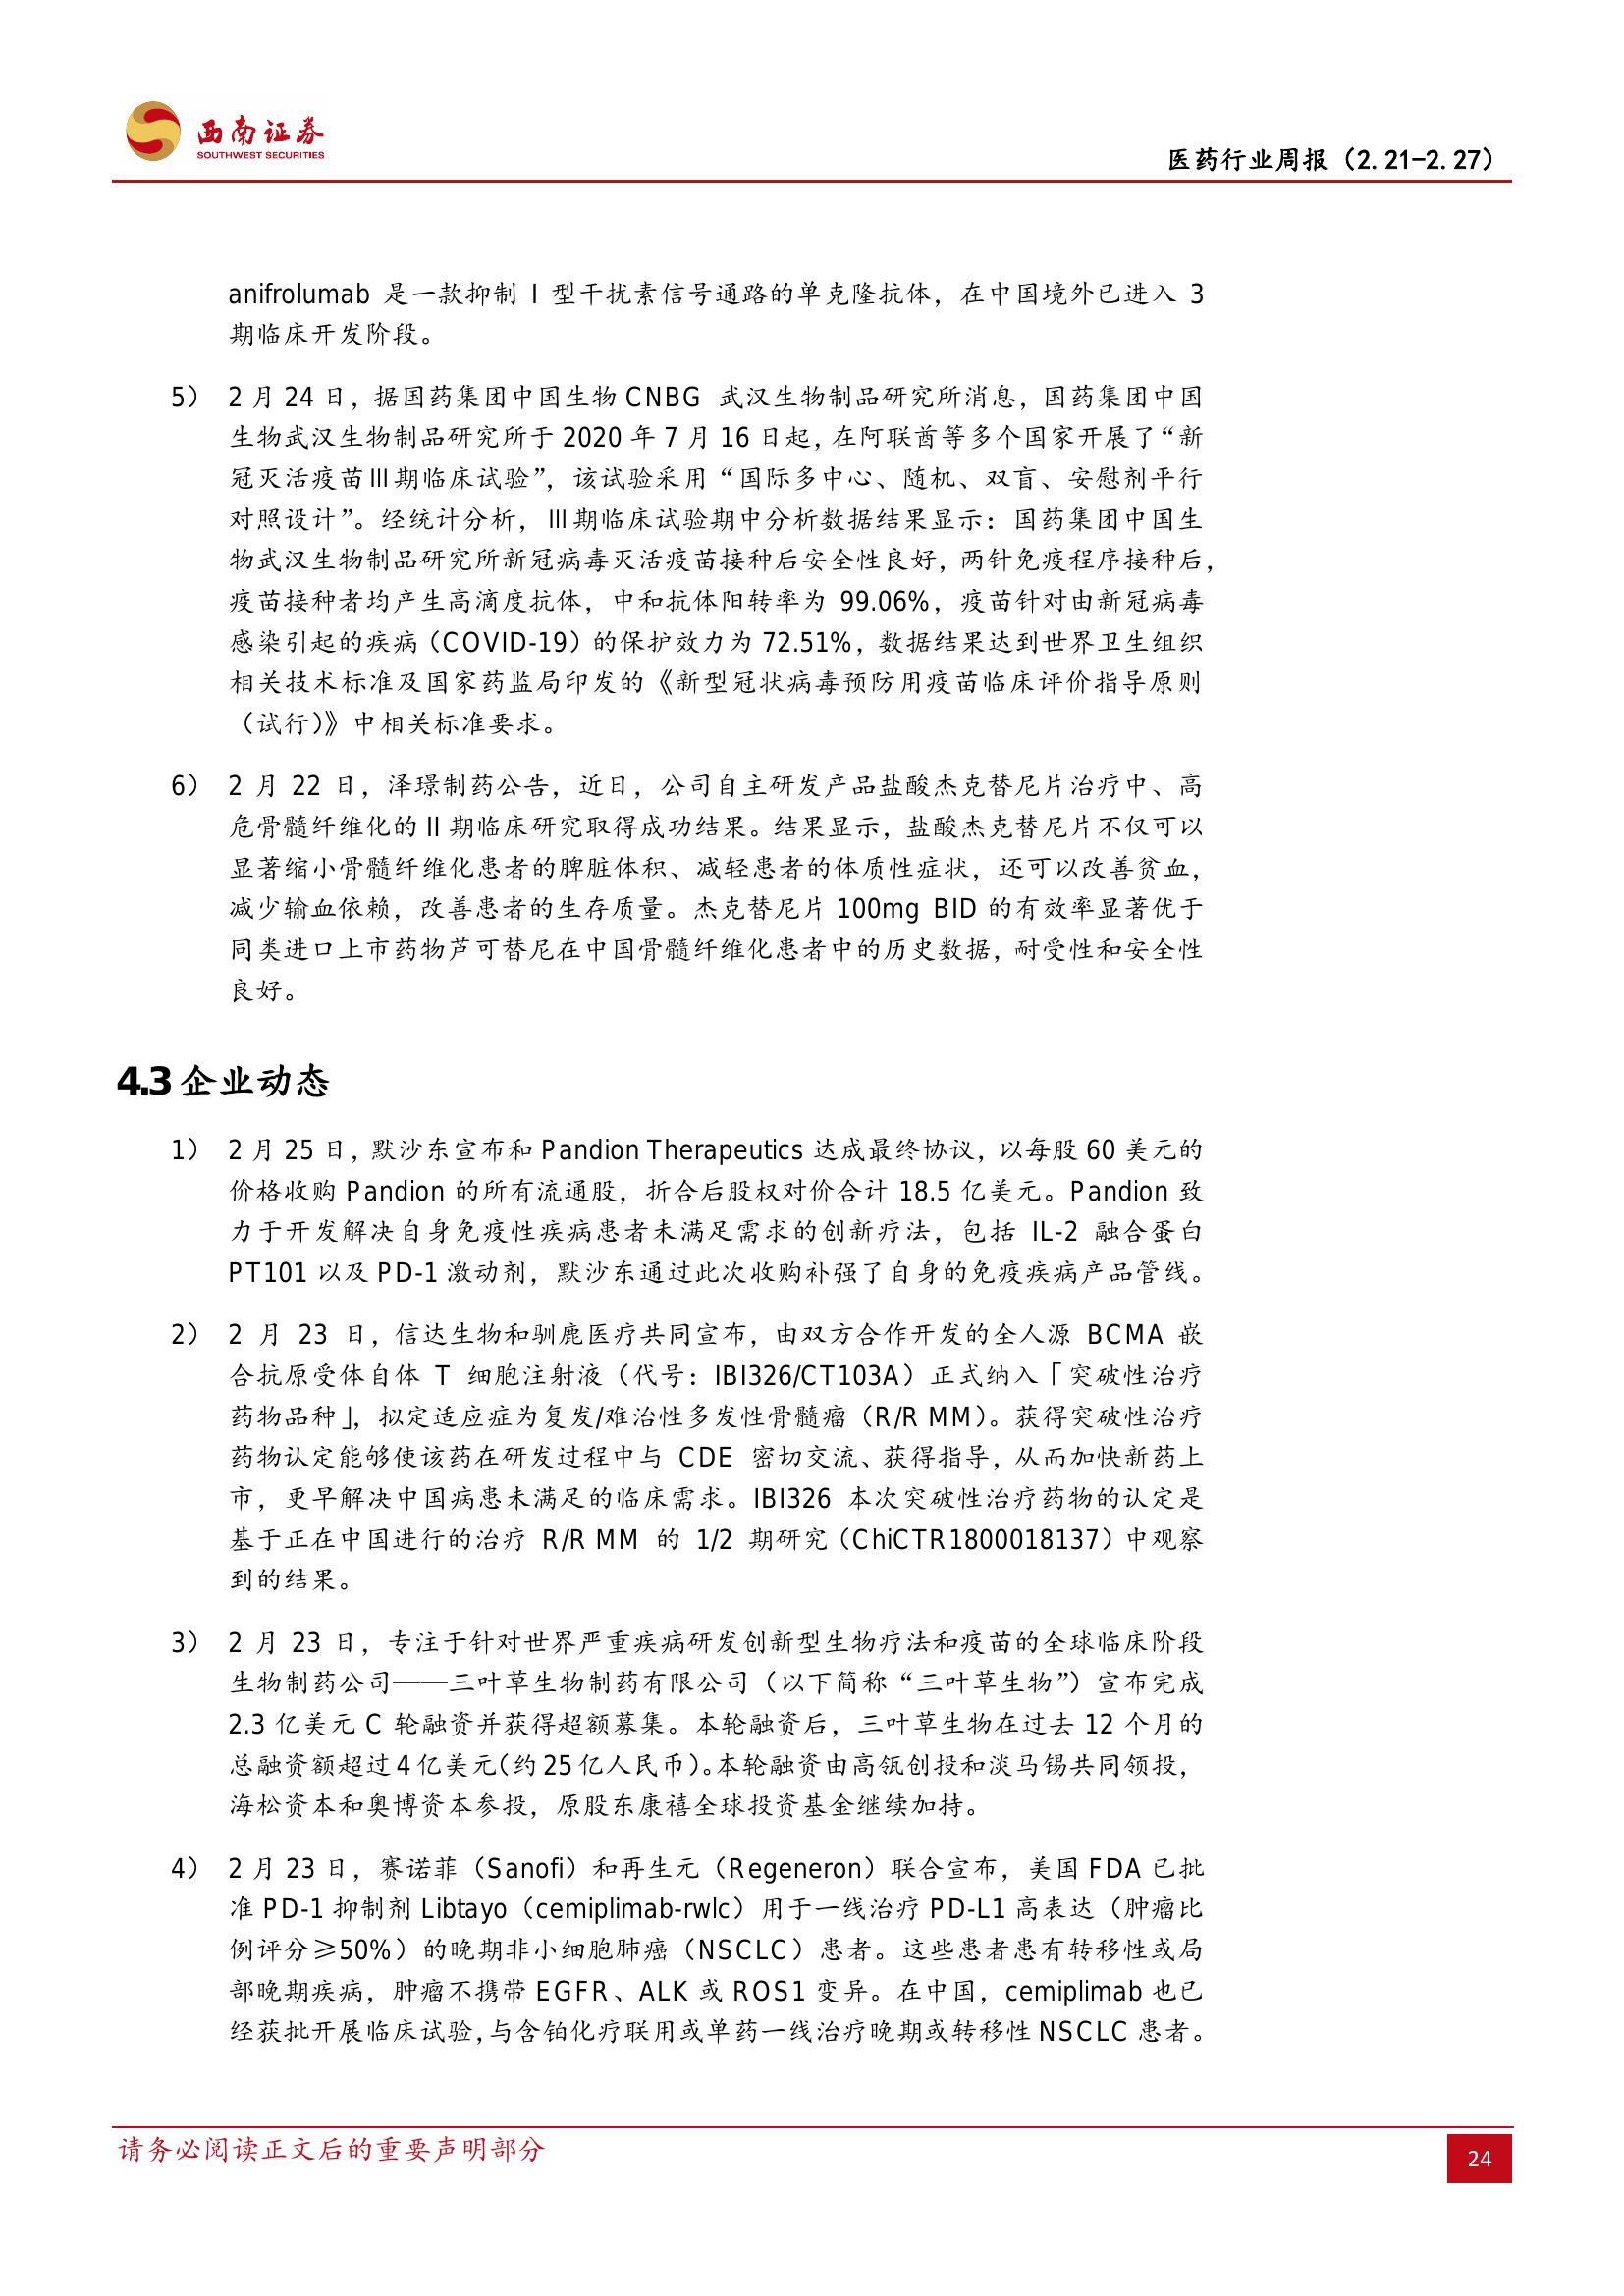 西南证券
SOUTHWEST SECURITIES
医药行业周报（2.21-2.27）
anifrolumab 是一款抑制 I 型干扰素信号通路的单克隆抗体，在中国境外已进入 3
期临床开发阶段。
5） 2 月 24 日，据国药集团中国生物 CNBG 武汉生物制品研究所消息，国药集团中国
生物武汉生物制品研究所于 2020 年 7 月 16 日起，在阿联酋等多个国家开展了“新
冠灭活疫苗Ⅲ期临床试验”，该试验采用“国际多中心、随机、双盲、安慰剂平行
对照设计”。经统计分析，Ⅲ期临床试验期中分析数据结果显示：国药集团中国生
物武汉生物制品研究所新冠病毒灭活疫苗接种后安全性良好，两针免疫程序接种后，
疫苗接种者均产生高滴度抗体，中和抗体阳转率为 99.06%，疫苗针对由新冠病毒
感染引起的疾病（COVID-19）的保护效力为 72.51%，数据结果达到世界卫生组织
相关技术标准及国家药监局印发的《新型冠状病毒预防用疫苗临床评价指导原则
（试行）》中相关标准要求。
6） 2 月 22 日，泽璟制药公告，近日，公司自主研发产品盐酸杰克替尼片治疗中、高
危骨髓纤维化的 II 期临床研究取得成功结果。结果显示，盐酸杰克替尼片不仅可以
显著缩小骨髓纤维化患者的脾脏体积、减轻患者的体质性症状，还可以改善贫血，
减少输血依赖，改善患者的生存质量。杰克替尼片 100mg BID 的有效率显著优于
同类进口上市药物芦可替尼在中国骨髓纤维化患者中的历史数据，耐受性和安全性
良好。
4.3 企业动态
1） 2 月 25 日，默沙东宣布和 Pandion Therapeutics 达成最终协议，以每股 60 美元的
价格收购 Pandion 的所有流通股，折合后股权对价合计 18.5 亿美元。Pandion 致
力于开发解决自身免疫性疾病患者未满足需求的创新疗法，包括 IL-2 融合蛋白
PT101 以及 PD-1 激动剂，默沙东通过此次收购补强了自身的免疫疾病产品管线。
2） 2 月 23 日，信达生物和驯鹿医疗共同宣布，由双方合作开发的全人源 BCMA 嵌
合抗原受体自体 T 细胞注射液（代号：IBI326/CT103A）正式纳入「突破性治疗
药物品种」，拟定适应症为复发/难治性多发性骨髓瘤（R/R MM）。获得突破性治疗
药物认定能够使该药在研发过程中与 CDE 密切交流、获得指导，从而加快新药上
市，更早解决中国病患未满足的临床需求。IBI326 本次突破性治疗药物的认定是
基于正在中国进行的治疗 R/R MM 的 1/2 期研究（ChiCTR1800018137）中观察
到的结果。
3） 2 月 23 日，专注于针对世界严重疾病研发创新型生物疗法和疫苗的全球临床阶段
生物制药公司——三叶草生物制药有限公司（以下简称“三叶草生物”）宣布完成
2.3 亿美元 C 轮融资并获得超额募集。本轮融资后，三叶草生物在过去 12 个月的
总融资额超过 4 亿美元（约 25 亿人民币）。本轮融资由高瓴创投和淡马锡共同领投，
海松资本和奥博资本参投，原股东康禧全球投资基金继续加持。
4） 2 月 23 日，赛诺菲（Sanofi）和再生元（Regeneron）联合宣布，美国 FDA 已批
准 PD-1 抑制剂 Libtayo（cemiplimab-rwlc）用于一线治疗 PD-L1 高表达（肿瘤比
例评分≥50%）的晚期非小细胞肺癌（NSCLC）患者。这些患者患有转移性或局
部晚期疾病，肿瘤不携带 EGFR、ALK 或 ROS1 变异。在中国，cemiplimab 也已
经获批开展临床试验，与含铂化疗联用或单药一线治疗晚期或转移性 NSCLC 患者。
请务必阅读正文后的重要声明部分
24